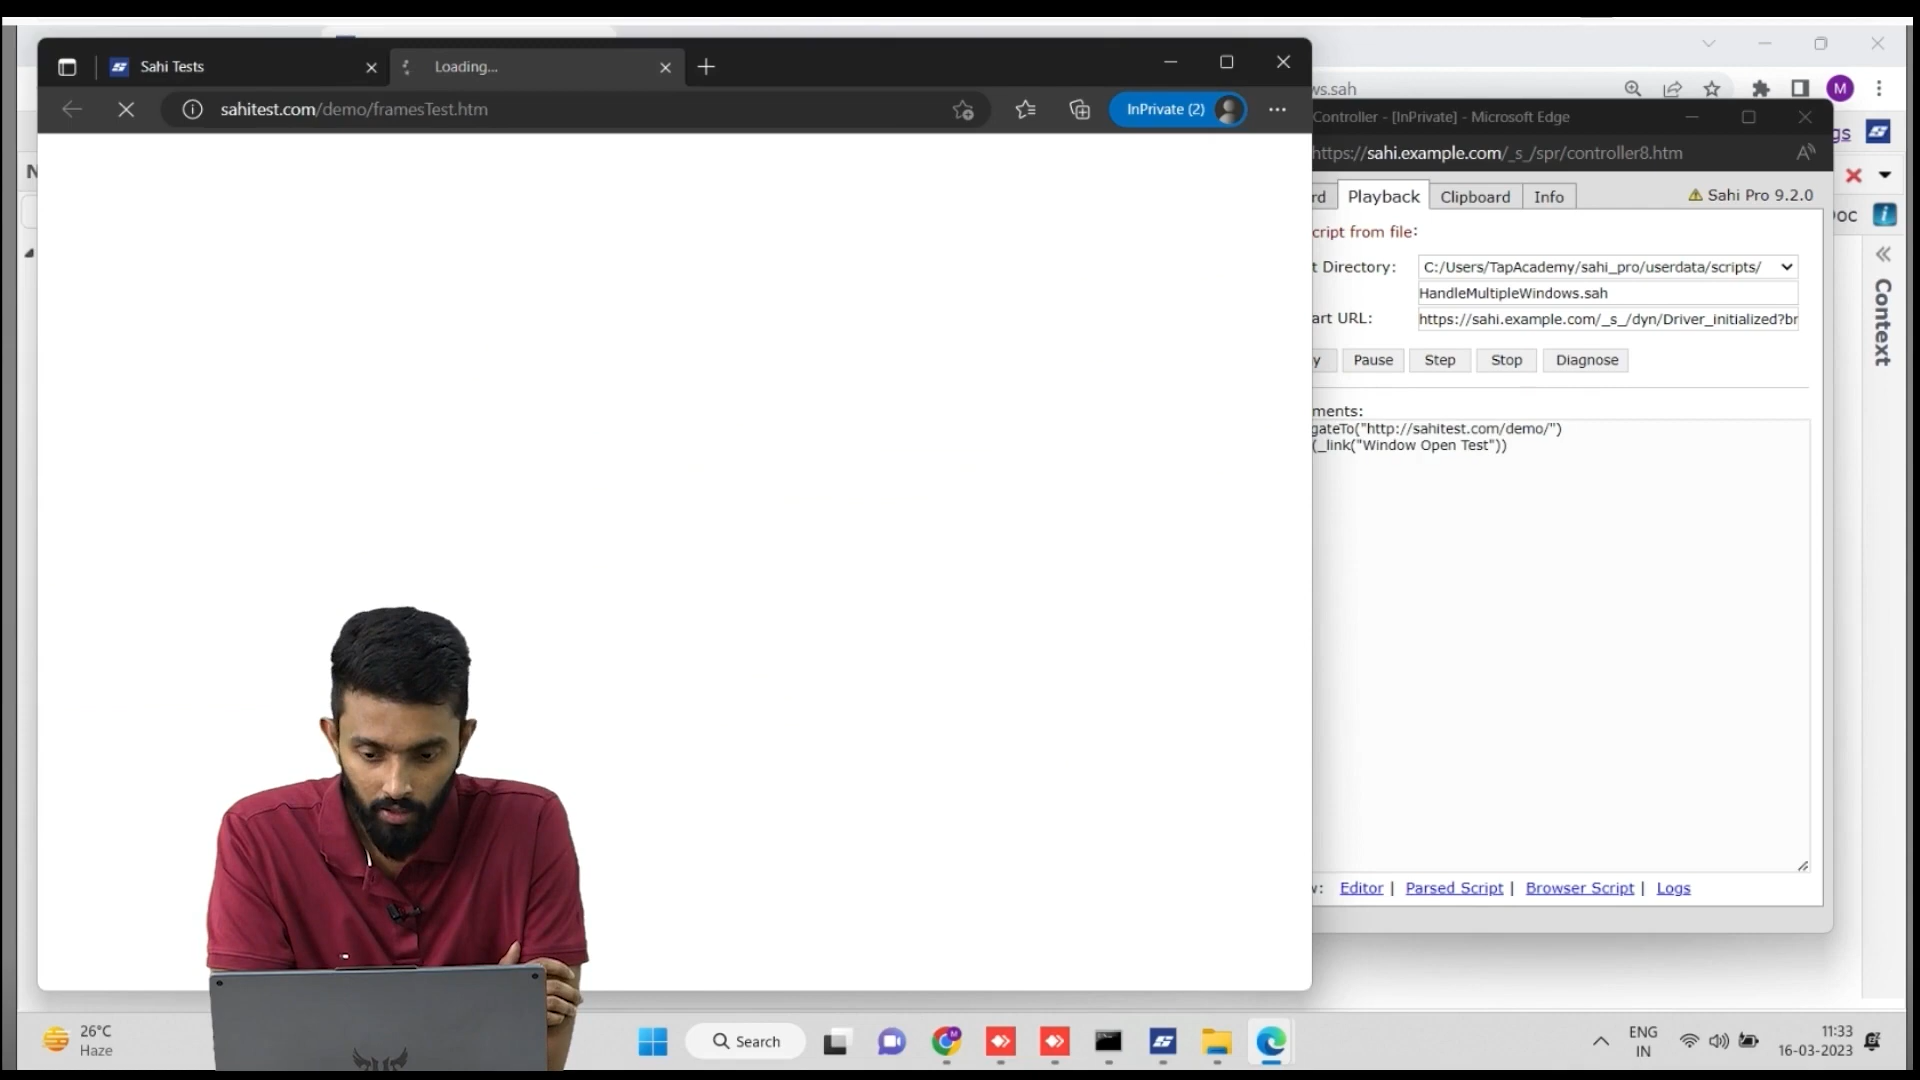 Sahi Tests
Loading...
sahitest.com/demo/framesTest.htm
InPrivate (2)
vs.sah
M
Controller - [InPrivate] - Microsoft Edge
https://sahi.example.com/_s_/spr/controller8.htm
gs
rd
Playback
Clipboard
Info
Sahi Pro 9.2.0
cript from file:
t Directory:
C:/Users/TapAcademy/sahi_pro/userdata/scripts/
HandleMultipleWindows.sah
art URL:
https://sahi.example.com/_s_/dyn/Driver_initialized?br
y
Pause
Step
Stop
Diagnose
ments:
gateTo("http://sahitest.com/demo/")
(_link("Window Open Test"))
Editor | Parsed Script | Browser Script | Logs
N
oc
Context
26°C
Haze
Search
ENG
IN
11:33
16-03-2023